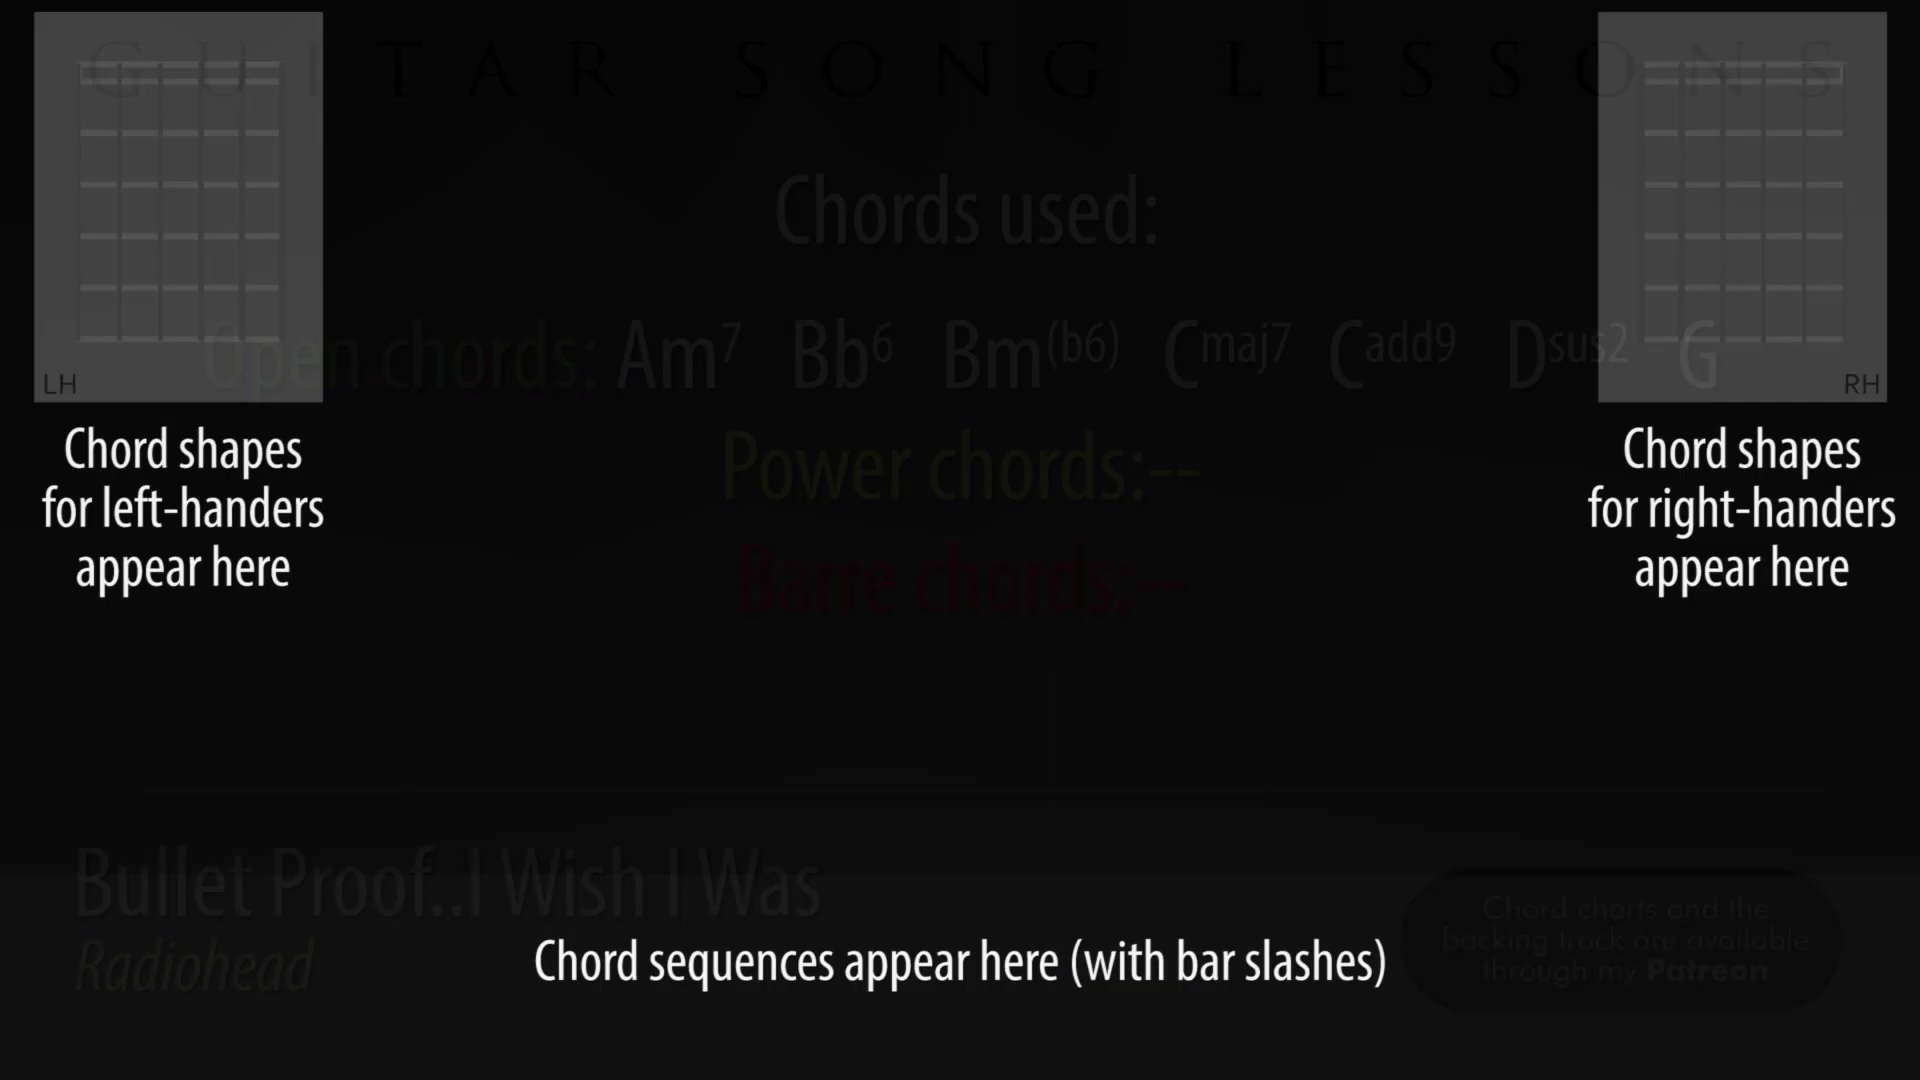 GUITAR SONG LESSONS
Chords used:
Open chords: Am7 Bb6 Bm(b6) Cmaj7 Cadd9 Dsus2 G
LH
RH
Chord shapes
for left-handers
appear here
Chord shapes
for right-handers
appear here
Power chords:--
Barre chords:--
Bullet Proof..I Wish I Was
Radiohead
Chord sequences appear here (with bar slashes)
Chord charts and the
backing track are available
through my Patreon